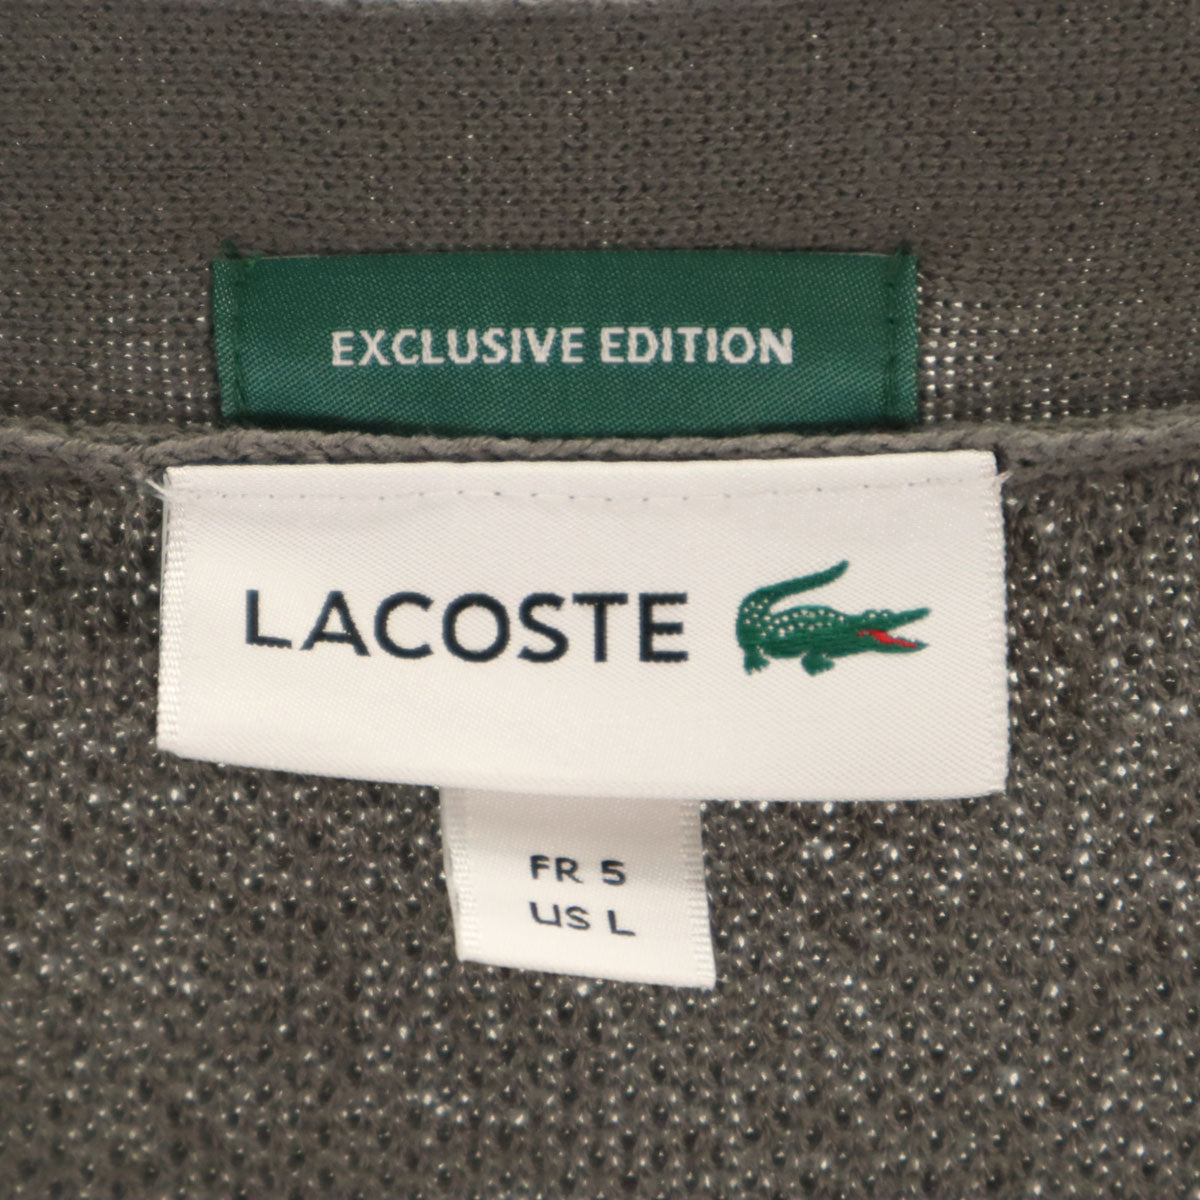 EXCLUSIVE EDITION
LACOSTE
FR 5
US L